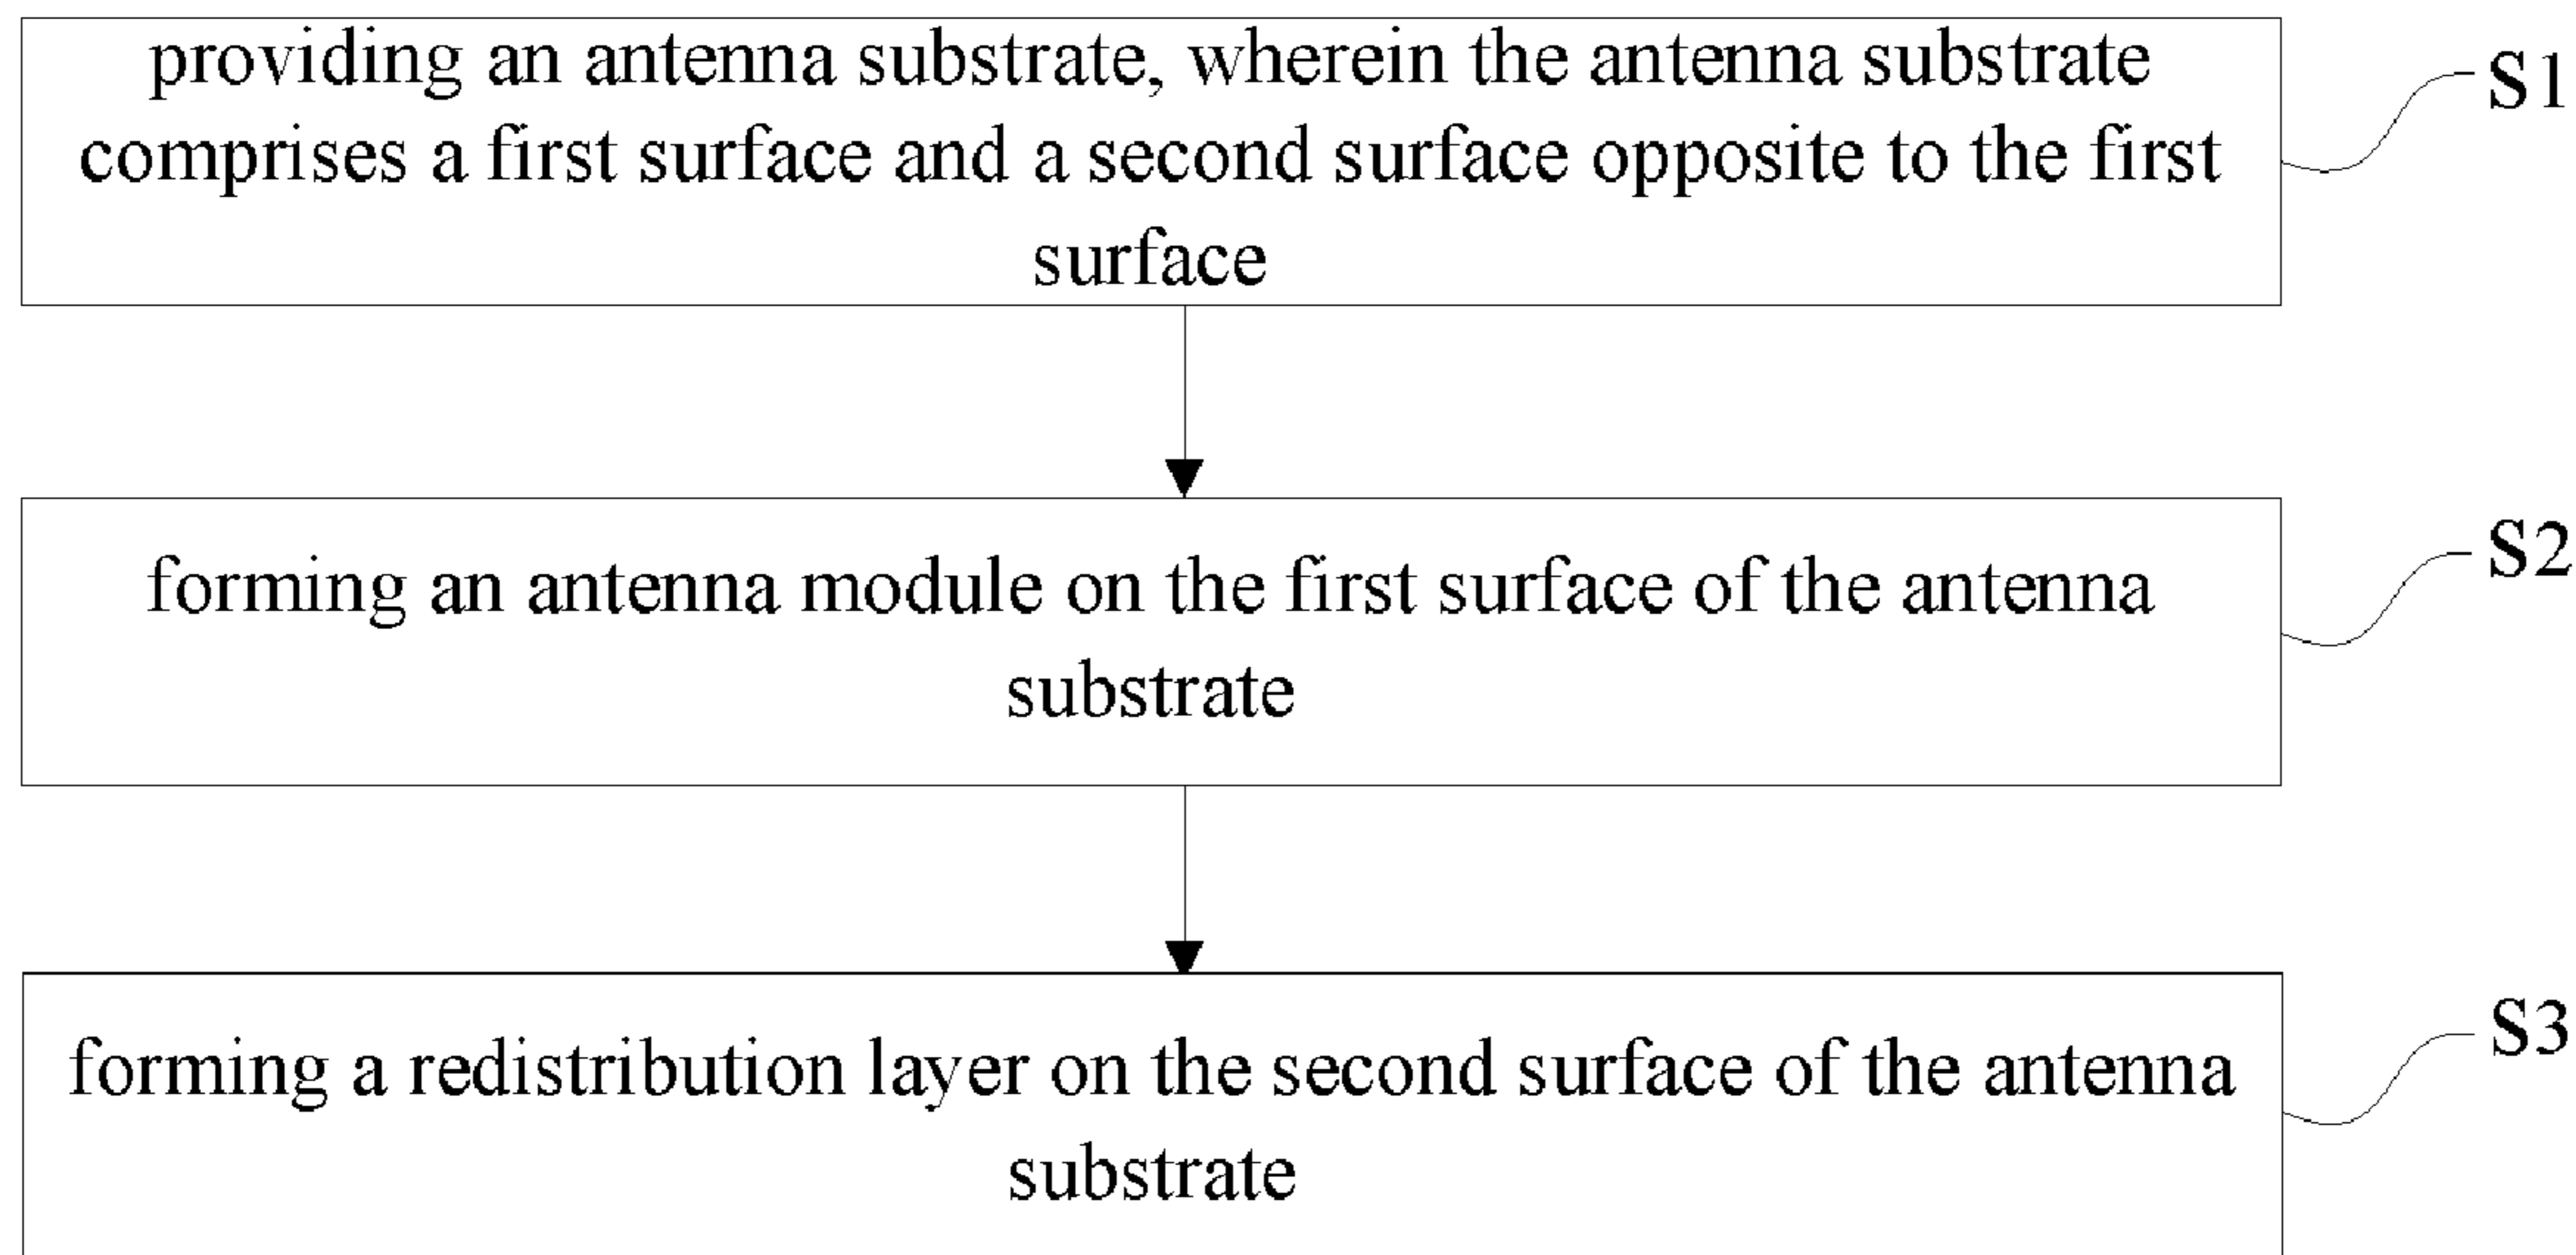 providing an antenna substrate, wherein the antenna substrate
S1
comprises a first surface and a second surface opposite to the first
surface
forming an antenna module on the first surface of the antenna
S2
substrate
forming a redistribution layer on the second surface of the antenna
S3
substrate